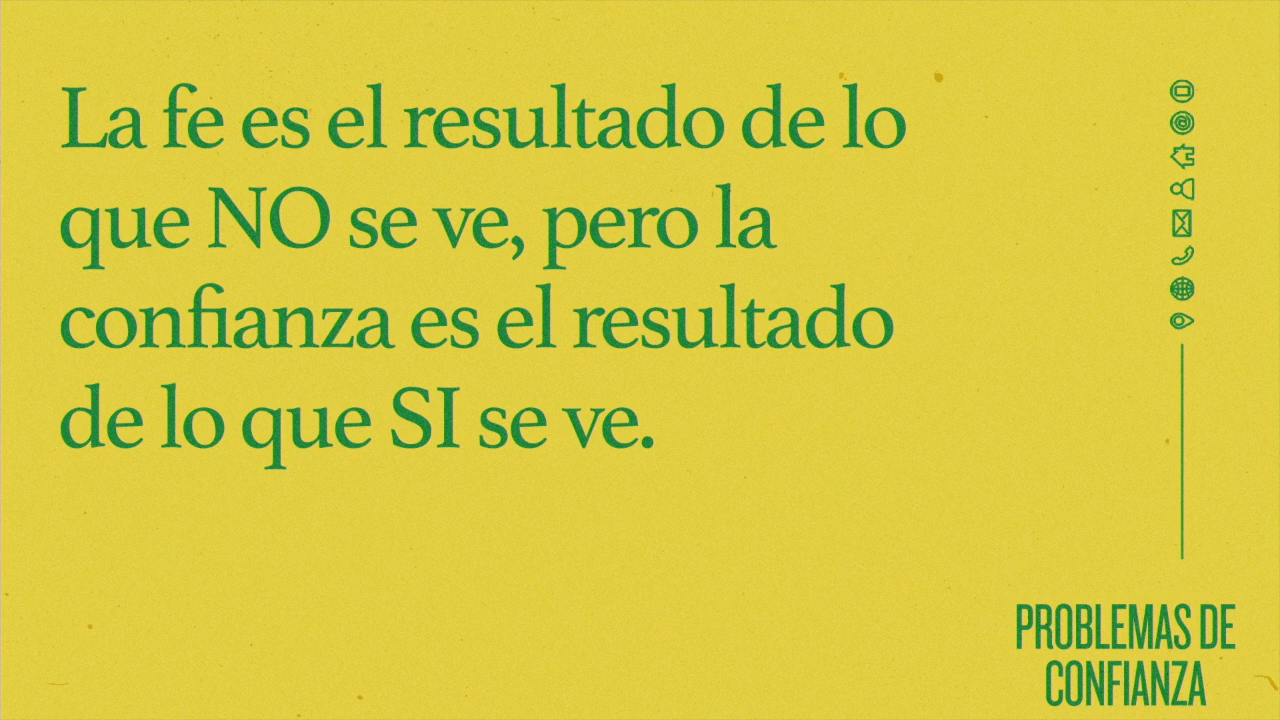 La fe es el resultado de lo
que NO se ve, pero la
confianza es el resultado
de lo que SI se ve.
PROBLEMAS DE
CONFIANZA